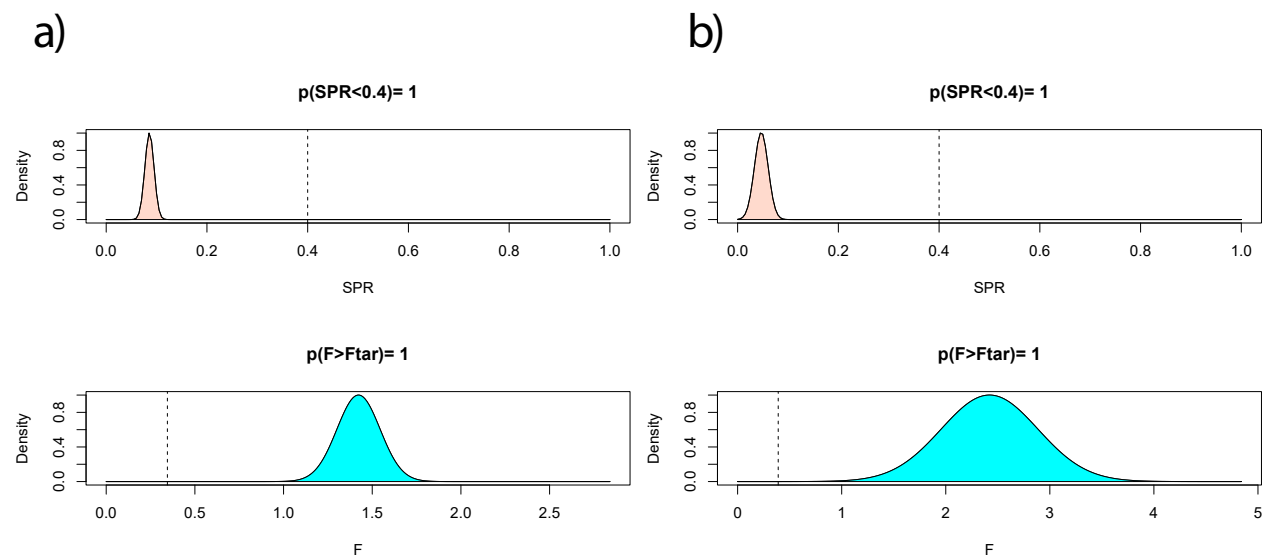 a)
p(SPR<0.4)= 1
Density
0.0 0.4 0.8
0.0 0.2 0.4 0.6 0.8 1.0
SPR
p(F>Ftar)= 1
Density
0.0 0.4 0.8
0.0 0.5 1.0 1.5 2.0 2.5
F
b)
p(SPR<0.4)= 1
Density
0.0 0.4 0.8
0.0 0.2 0.4 0.6 0.8 1.0
SPR
p(F>Ftar)= 1
Density
0.0 0.4 0.8
0 1 2 3 4 5
F